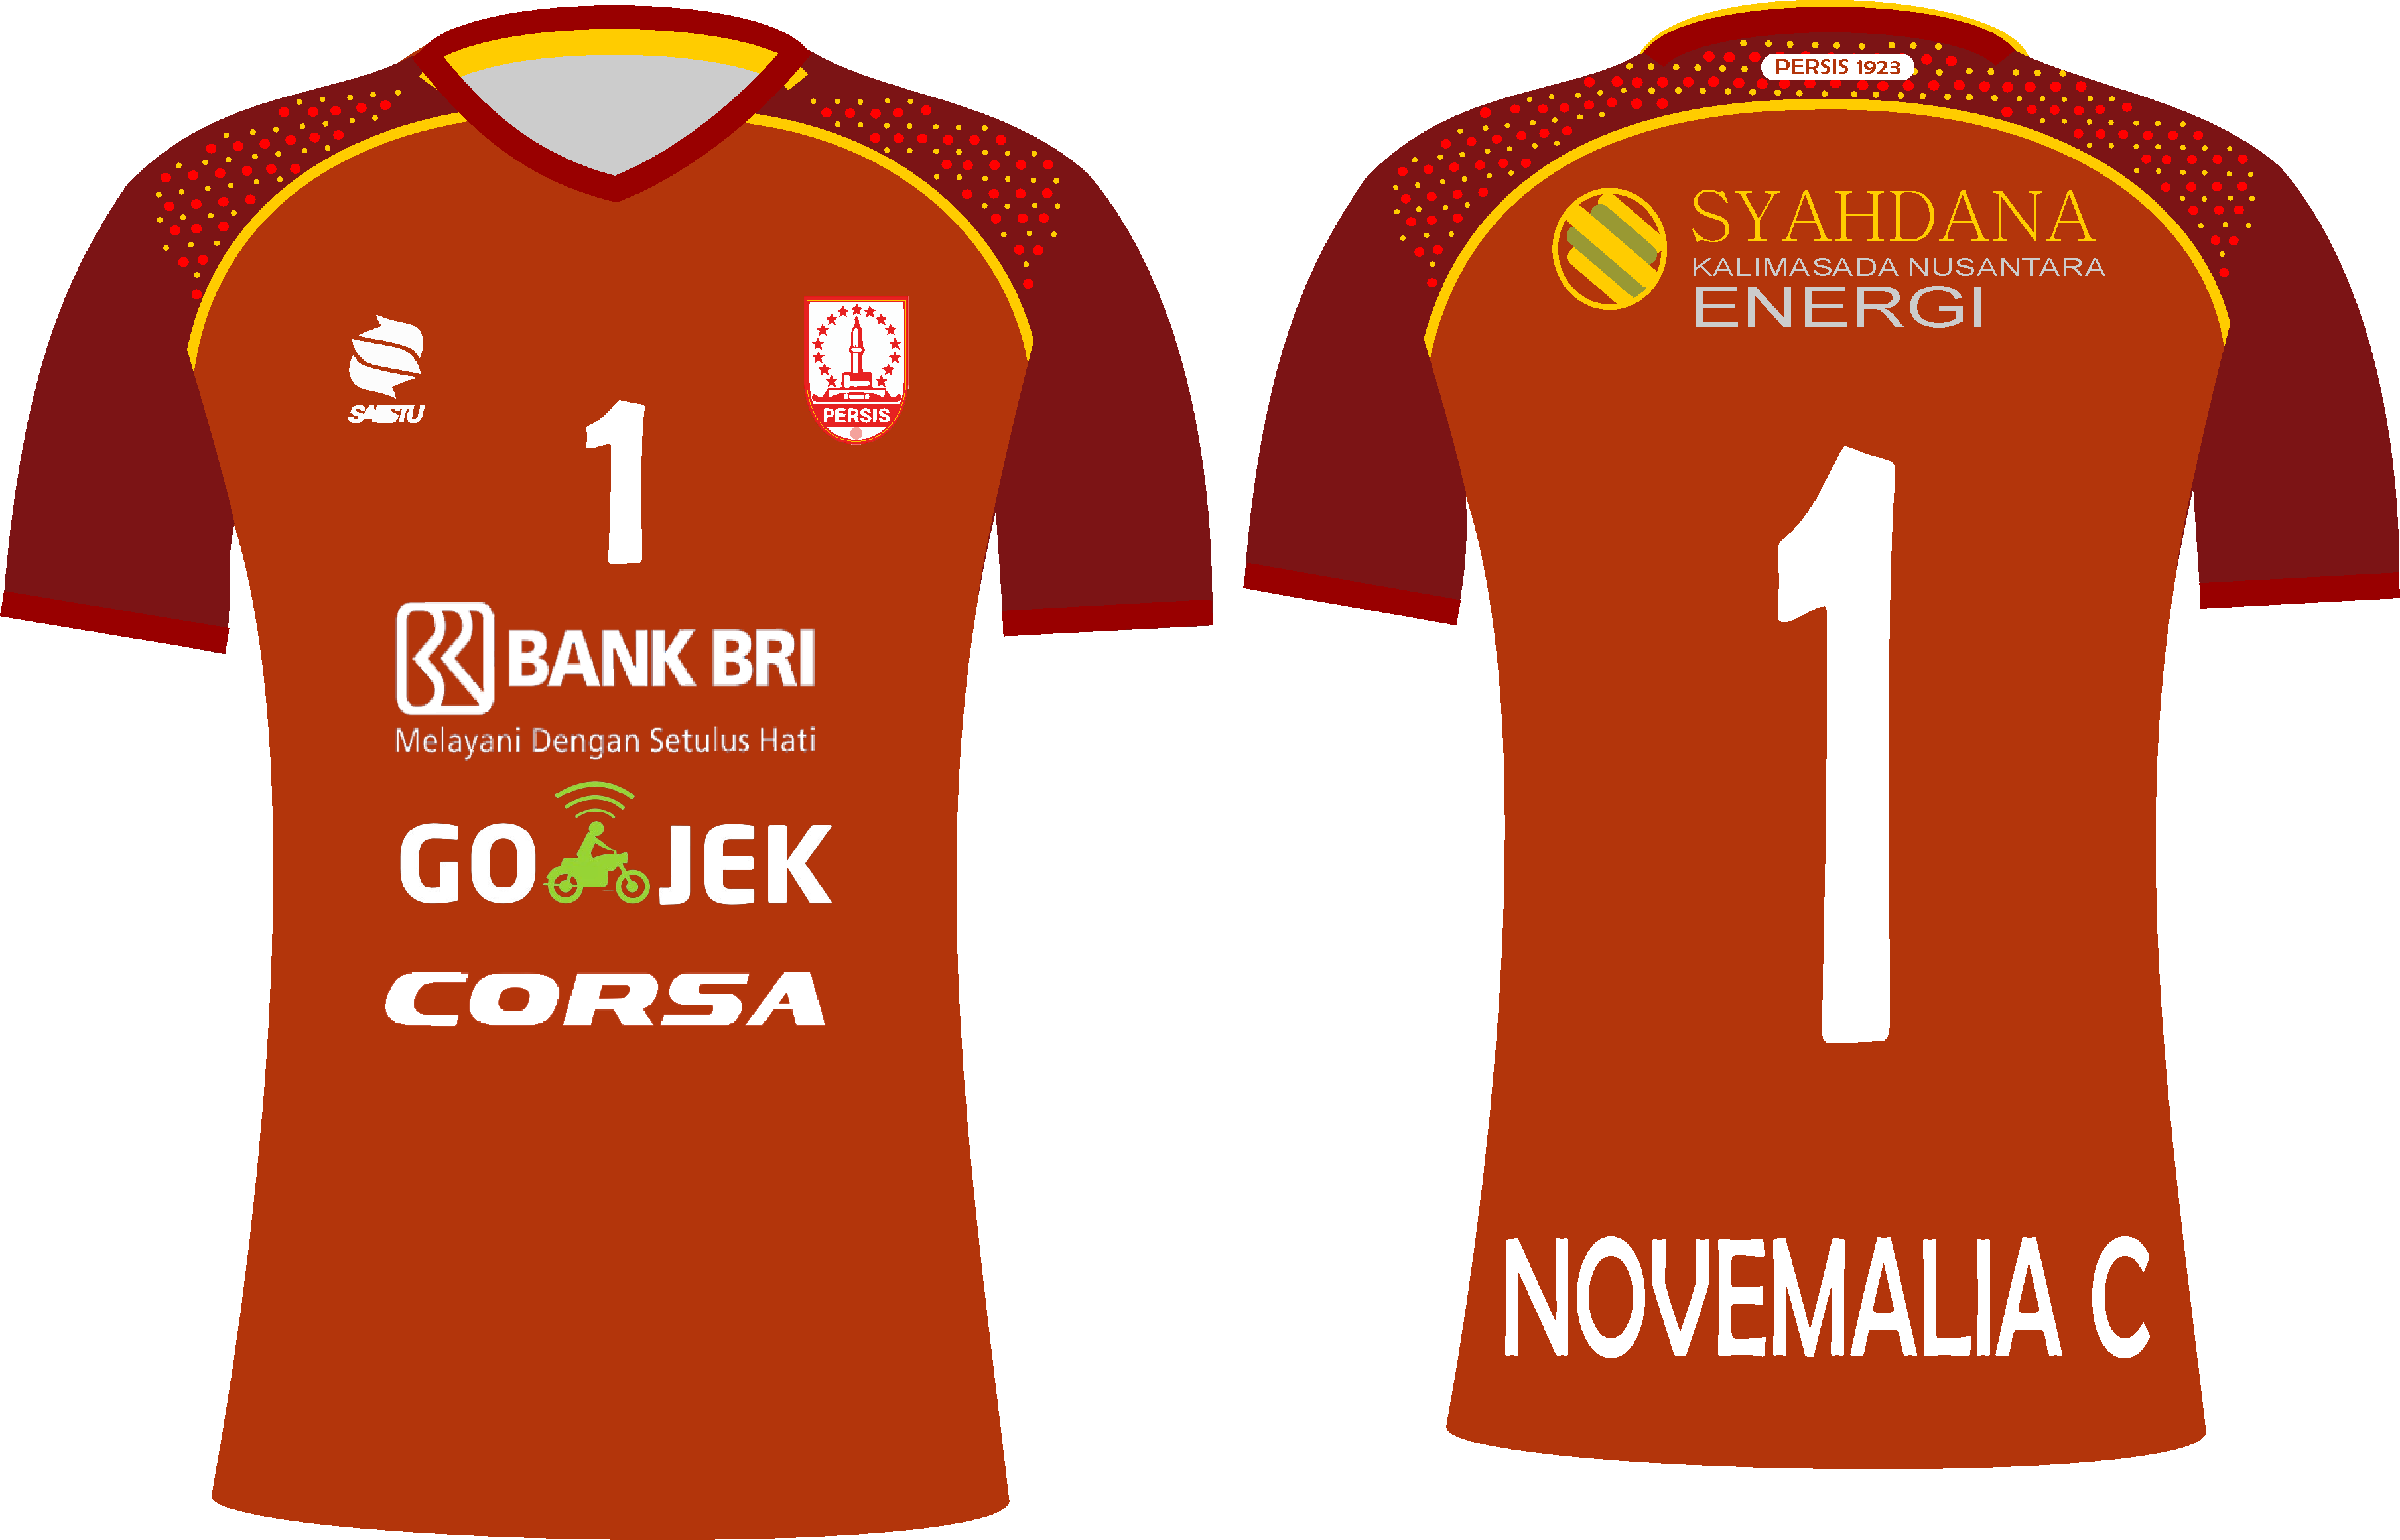 SAESTU
1
PERSIS
BANK BRI
Melayani Dengan Setulus Hati
GO JEK
CORSA
PERSIS 1923
SYAHDANA
KALIMASADA NUSANTARA
ENERGI
1
NOVEMALIA C